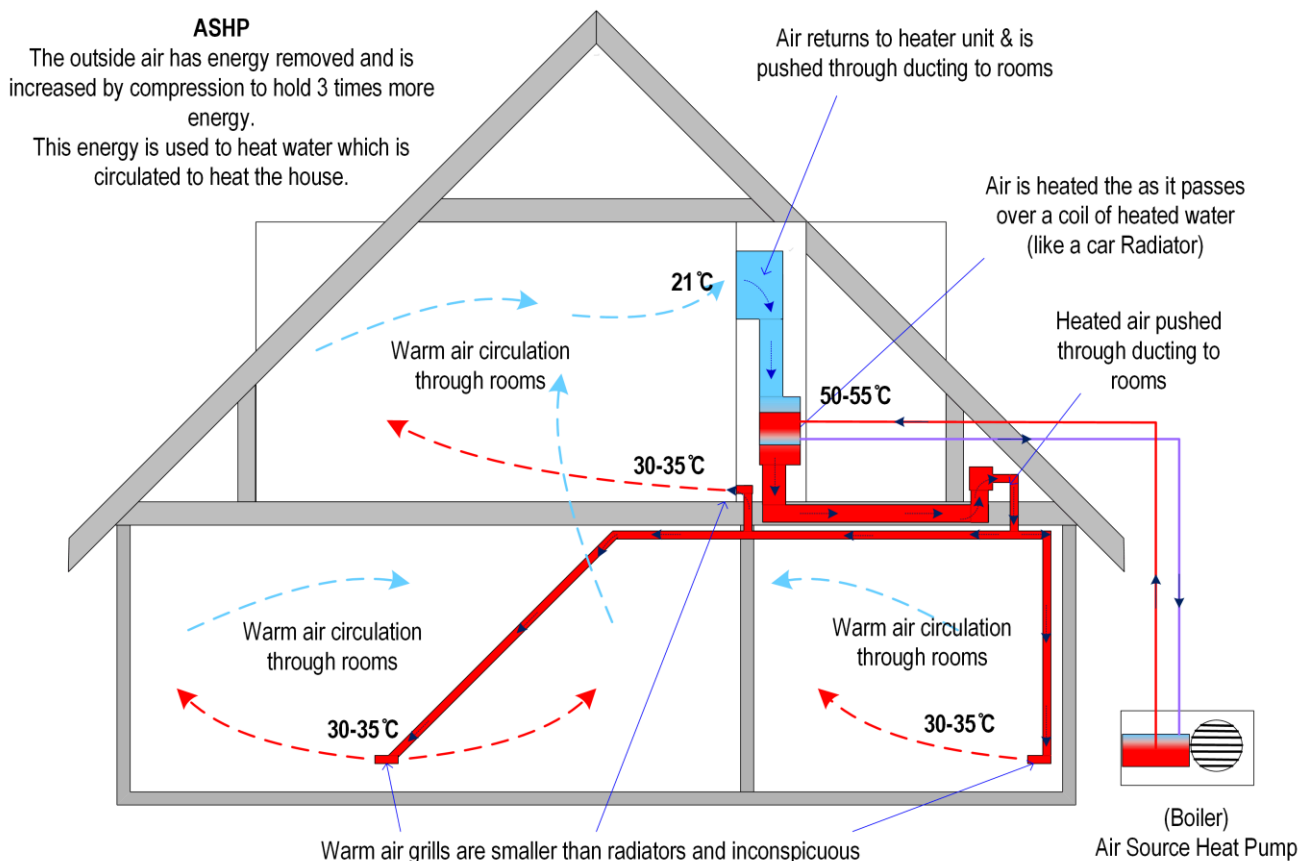 ASHP
The outside air has energy removed and is
increased by compression to hold 3 times more
energy.
This energy is used to heat water which is
circulated to heat the house.
Air returns to heater unit & is
pushed through ducting to rooms
Air is heated the as it passes
over a coil of heated water
(like a car Radiator)
21℃
Heated air pushed
through ducting to
rooms
Warm air circulation
through rooms
50-55℃
30-35℃
Warm air circulation
through rooms
Warm air circulation
through rooms
30-35℃
30-35℃
(Boiler)
Air Source Heat Pump
Warm air grills are smaller than radiators and inconspicuous